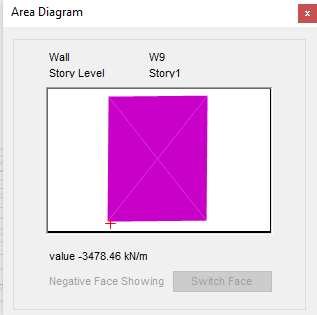 Area Diagram
x
Wall W9
Story Level Story1
value -3478.46 kN/m
Negative Face Showing Switch Face